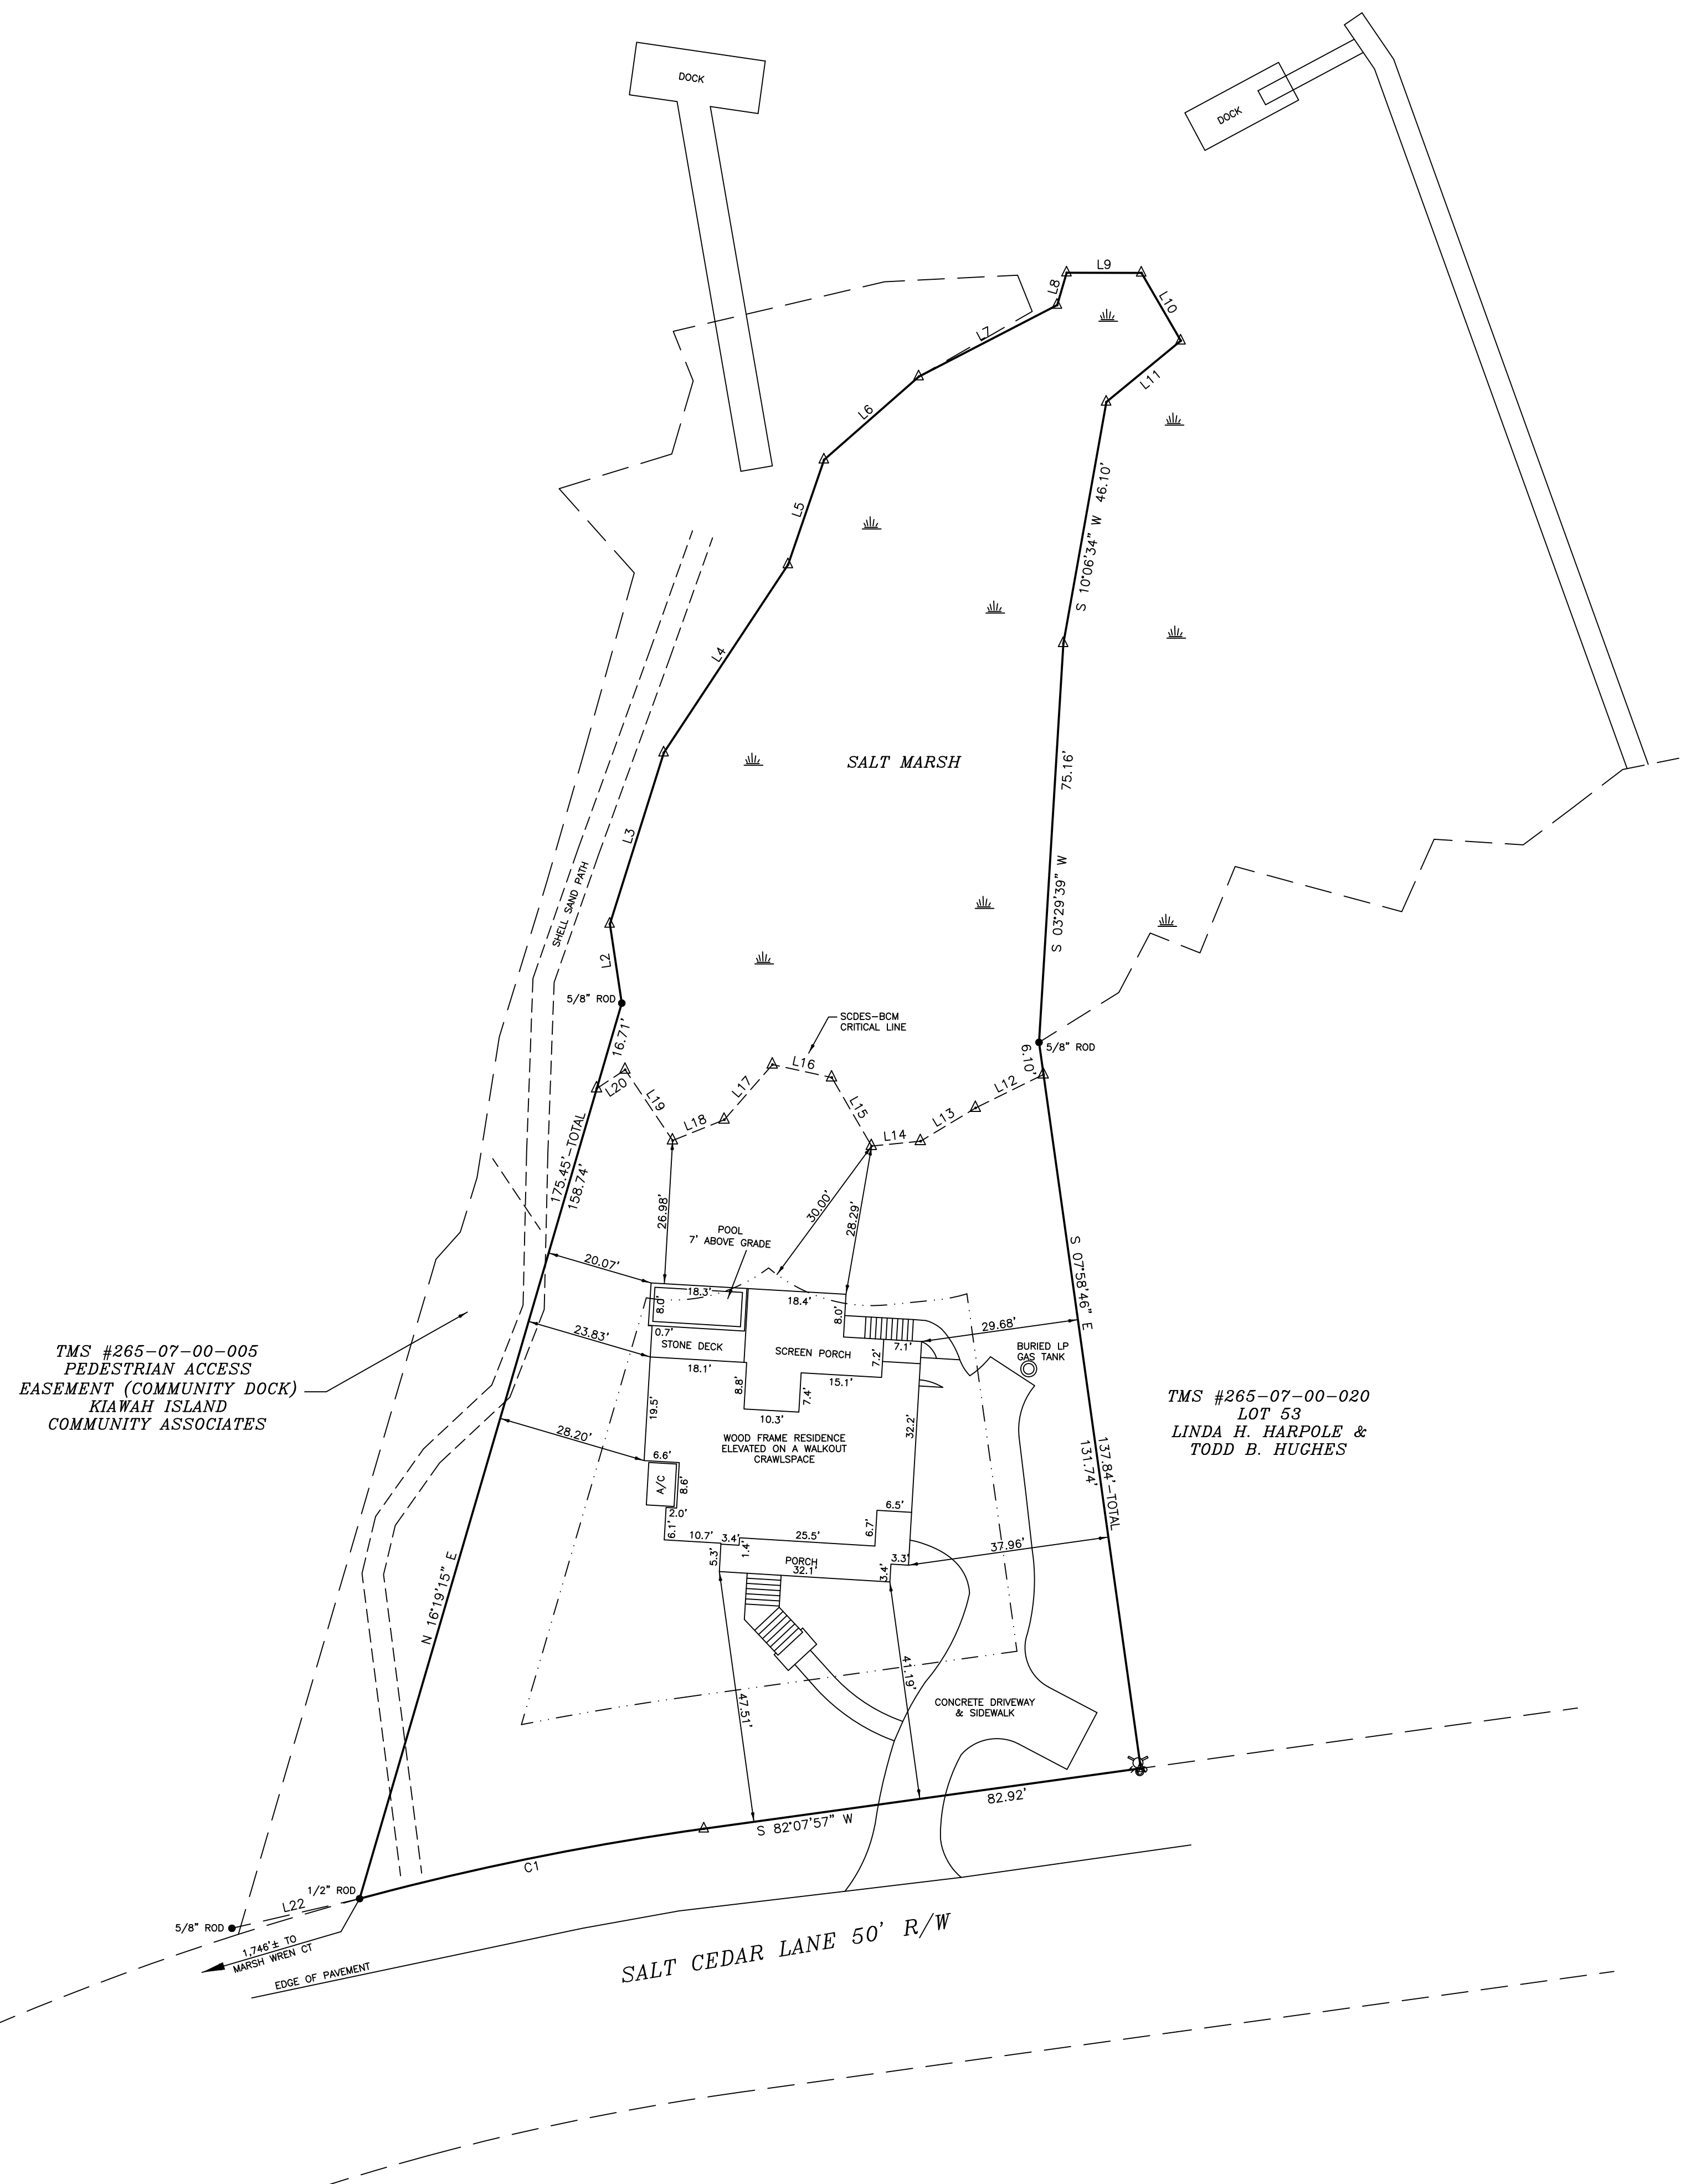 DOCK
DOCK
L9
L8
L10
L7
L11
L6
S 10°06'34" W 46.10'
L5
L4
SALT MARSH
75.16'
L3
SHELL SAND PATH
S 03°29'39" W
L2
5/8" ROD
SCDES-BCM
CRITICAL LINE
16.71'
5/8" ROD
6.10'
L16
L20
L19
L17
L12
L15
L18
L13
L14
175.45'-TOTAL
158.74'
26.98'
30.00'
28.29'
POOL
7' ABOVE GRADE
S 07°58'46" E
20.07'
18.3'
18.4'
8.0'
8.0'
29.68'
23.83'
0.7'
STONE DECK
SCREEN PORCH
7.1'
7.2'
BURIED LP
GAS TANK
TMS #265-07-00-005
PEDESTRIAN ACCESS
EASEMENT (COMMUNITY DOCK)
KIAWAH ISLAND
COMMUNITY ASSOCIATES
18.1'
8.8'
15.1'
7.4'
19.5'
10.3'
32.2'
TMS #265-07-00-020
LOT 53
LINDA H. HARPOLE &
TODD B. HUGHES
28.20'
WOOD FRAME RESIDENCE
ELEVATED ON A WALKOUT
CRAWLSPACE
6.6'
A/C
8.6'
137.84'-TOTAL
131.74'
2.0'
6.1'
6.5'
6.7'
10.7'
3.4'
25.5'
1.4'
5.3'
PORCH
32.1'
3.3'
3.4'
37.96'
N 16°19'15" E
41.19'
47.51'
CONCRETE DRIVEWAY
& SIDEWALK
82.92'
S 82°07'57" W
C1
1/2" ROD
L22
5/8" ROD
1,746'± TO
MARSH WREN CT
EDGE OF PAVEMENT
SALT CEDAR LANE 50' R/W